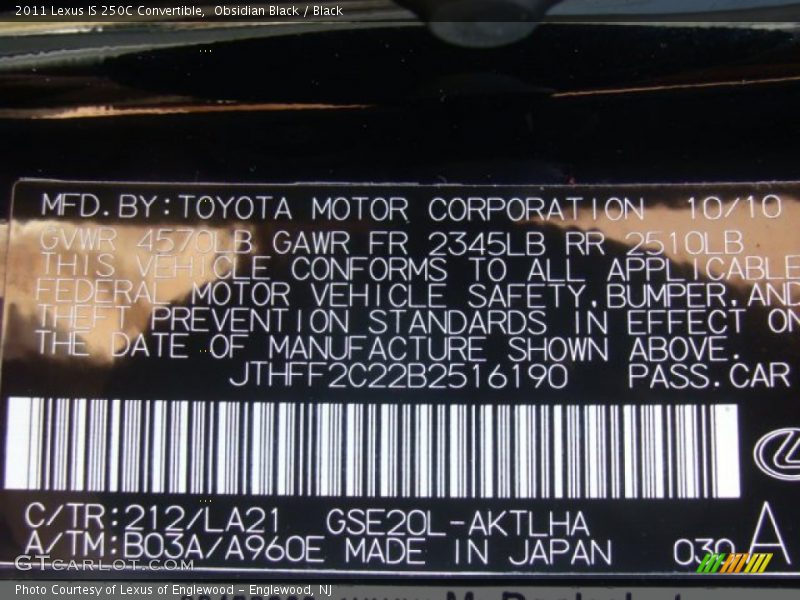 2011 Lexus IS 250C Convertible, Obsidian Black / Black
MFD.BY:TOYOTA MOTOR CORPORATION 10/10
GVWR 4570LB GAWR FR 2345LB RR 2510LB
THIS VEHICLE CONFORMS TO ALL APPLICABLE
FEDERAL MOTOR VEHICLE SAFETY, BUMPER, AND
THEFT PREVENTION STANDARDS IN EFFECT ON
THE DATE OF MANUFACTURE SHOWN ABOVE.
JTHFF2C22B2516190 PASS.CAR
C/TR:212/LA21 GSE20L-AKTLHA
A/TM:B03A/A960E MADE IN JAPAN 030 A
GTCarLot.com
Photo Courtesy of Lexus of Englewood - Englewood, NJ